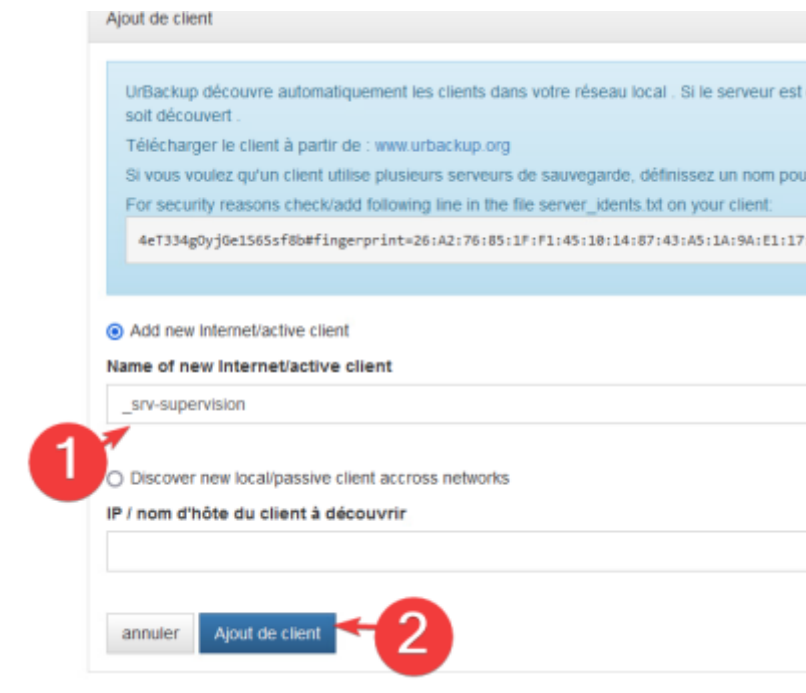 Ajout de client
UrBackup découvre automatiquement les clients dans votre réseau local . Si le serveur est
soit découvert .
Télécharger le client à partir de : www.urbackup.org
Si vous voulez qu'un client utilise plusieurs serveurs de sauvegarde, définissez un nom pou
For security reasons check/add following line in the file server_idents.txt on your client:
4eT334gOyjGe1S6Ssf8b#fingerprint=26:A2:76:85:1F:F1:45:10:14:87:43:A5:1A:9A:E1:17:
Add new Internet/active client
Name of new Internet/active client
_srv-supervision
1
Discover new local/passive client accross networks
IP / nom d'hôte du client à découvrir
annuler
Ajout de client
2